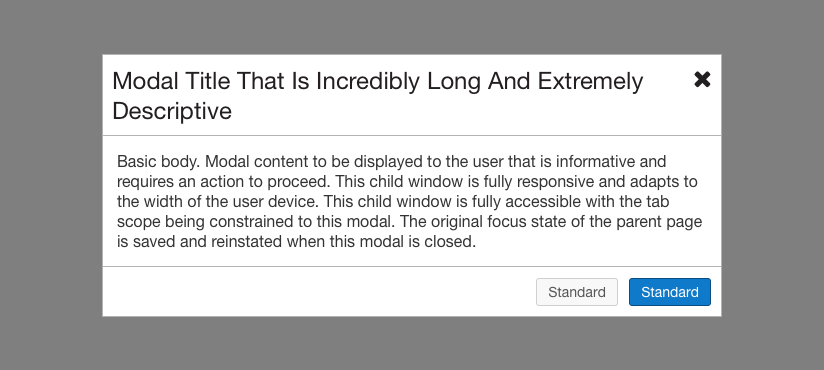 Modal Title That Is Incredibly Long And Extremely
Descriptive
Basic body. Modal content to be displayed to the user that is informative and
requires an action to proceed. This child window is fully responsive and adapts to
the width of the user device. This child window is fully accessible with the tab
scope being constrained to this modal. The original focus state of the parent page
is saved and reinstated when this modal is closed.
Standard Standard